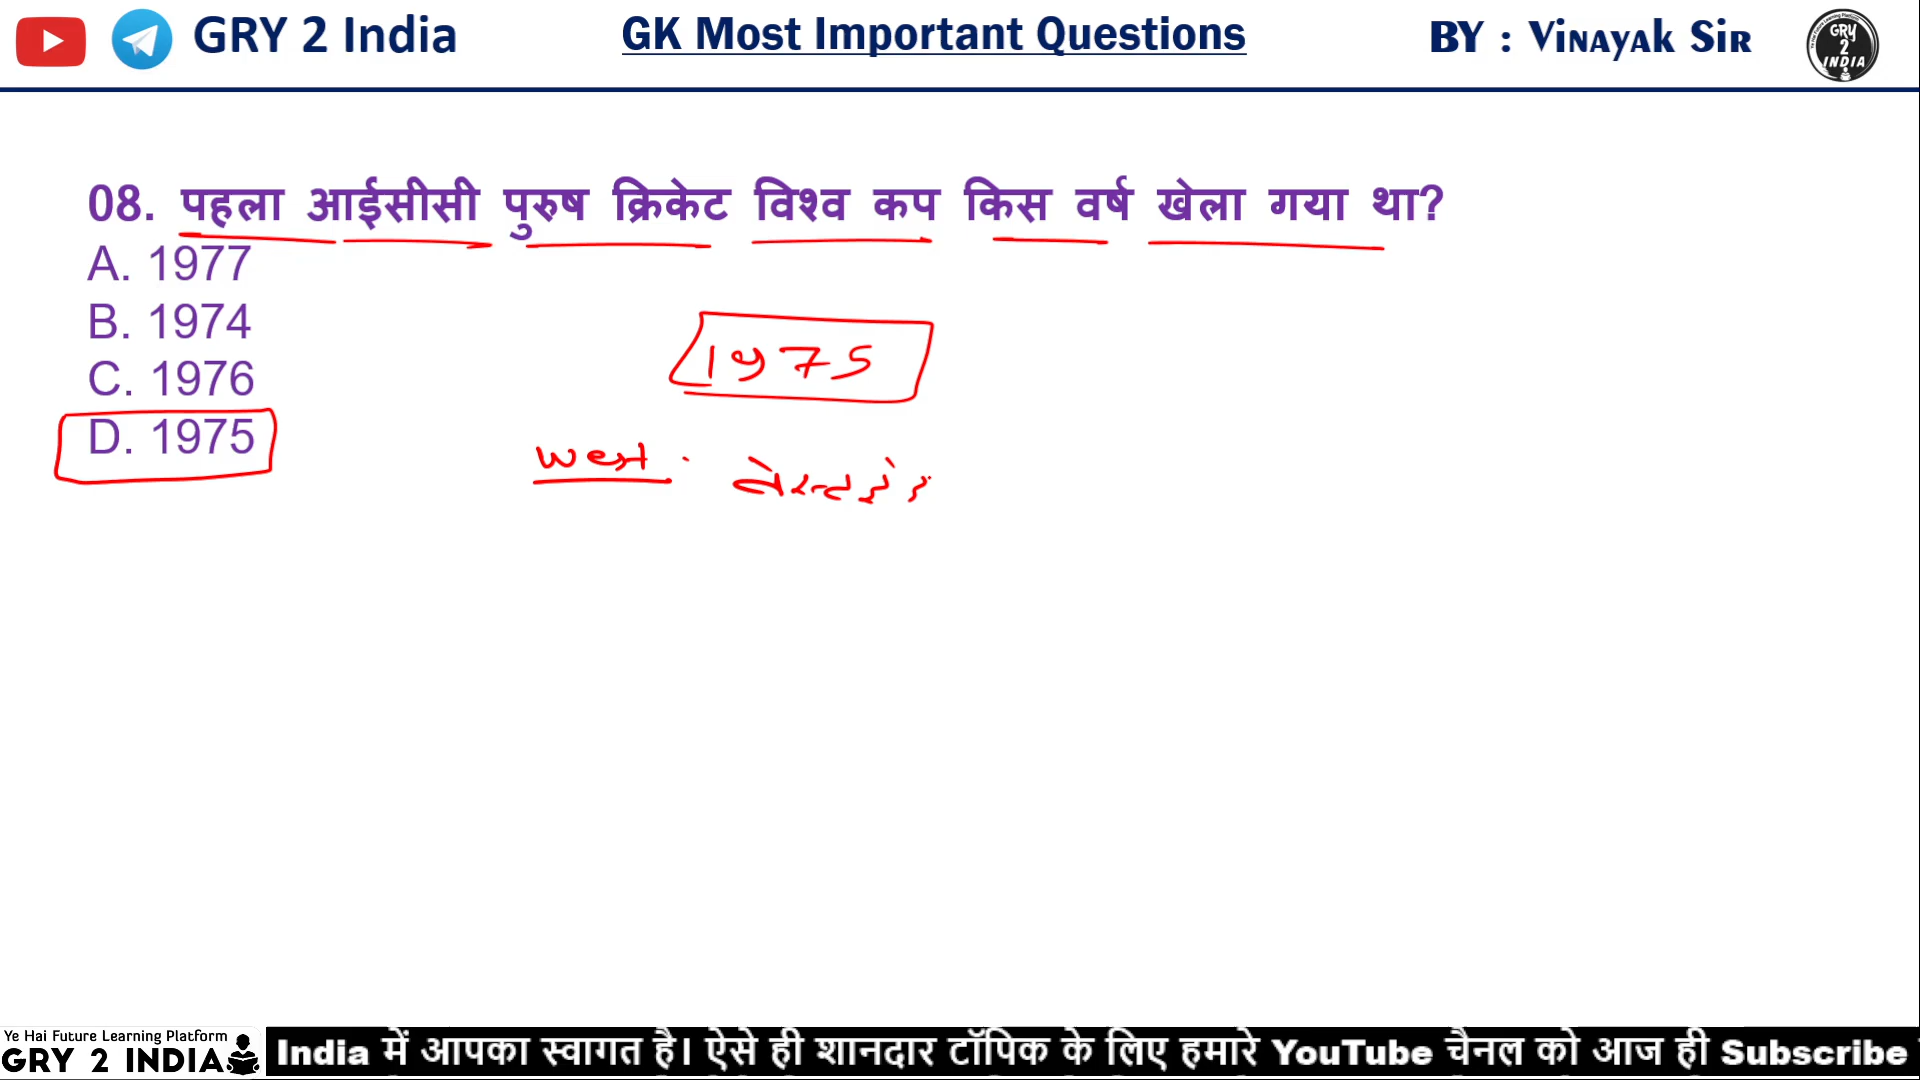 GRY 2 India
GK Most Important Questions
BY : Vinayak Sir
GRY
2
INDIA
08. पहला आईसीसी पुरुष क्रिकेट विश्व कप किस वर्ष खेला गया था?
A. 1977
B. 1974
C. 1976
D. 1975
1975
West
Ye Hai Future Learning Platform
GRY 2 INDIA
India में आपका स्वागत है। ऐसे ही शानदार टॉपिक के लिए हमारे YouTube चैनल को आज ही Subscribe